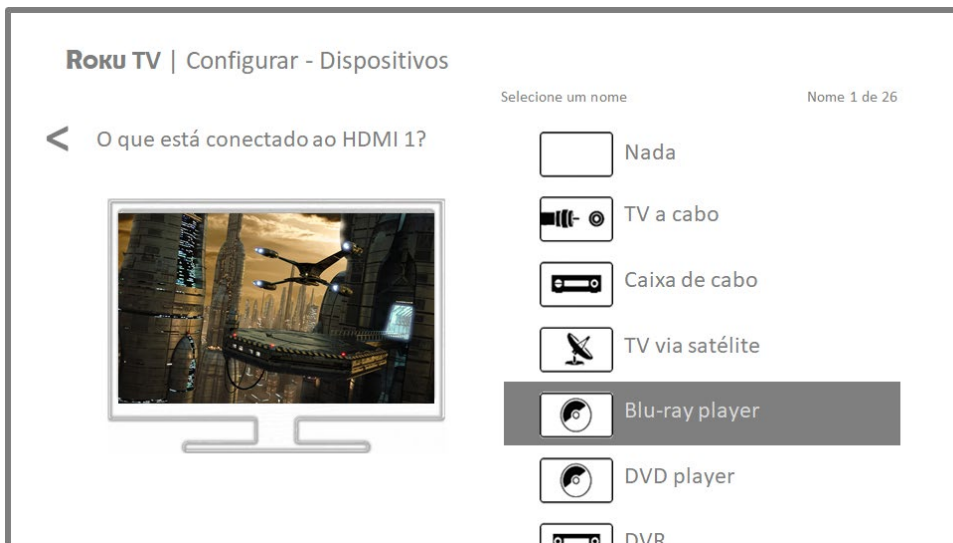 ROKU TV | Configurar - Dispositivos
Selecione um nome
Nome 1 de 26
< O que está conectado ao HDMI 1?
Nada
TV a cabo
Caixa de cabo
TV via satélite
Blu-ray player
DVD player
DVR